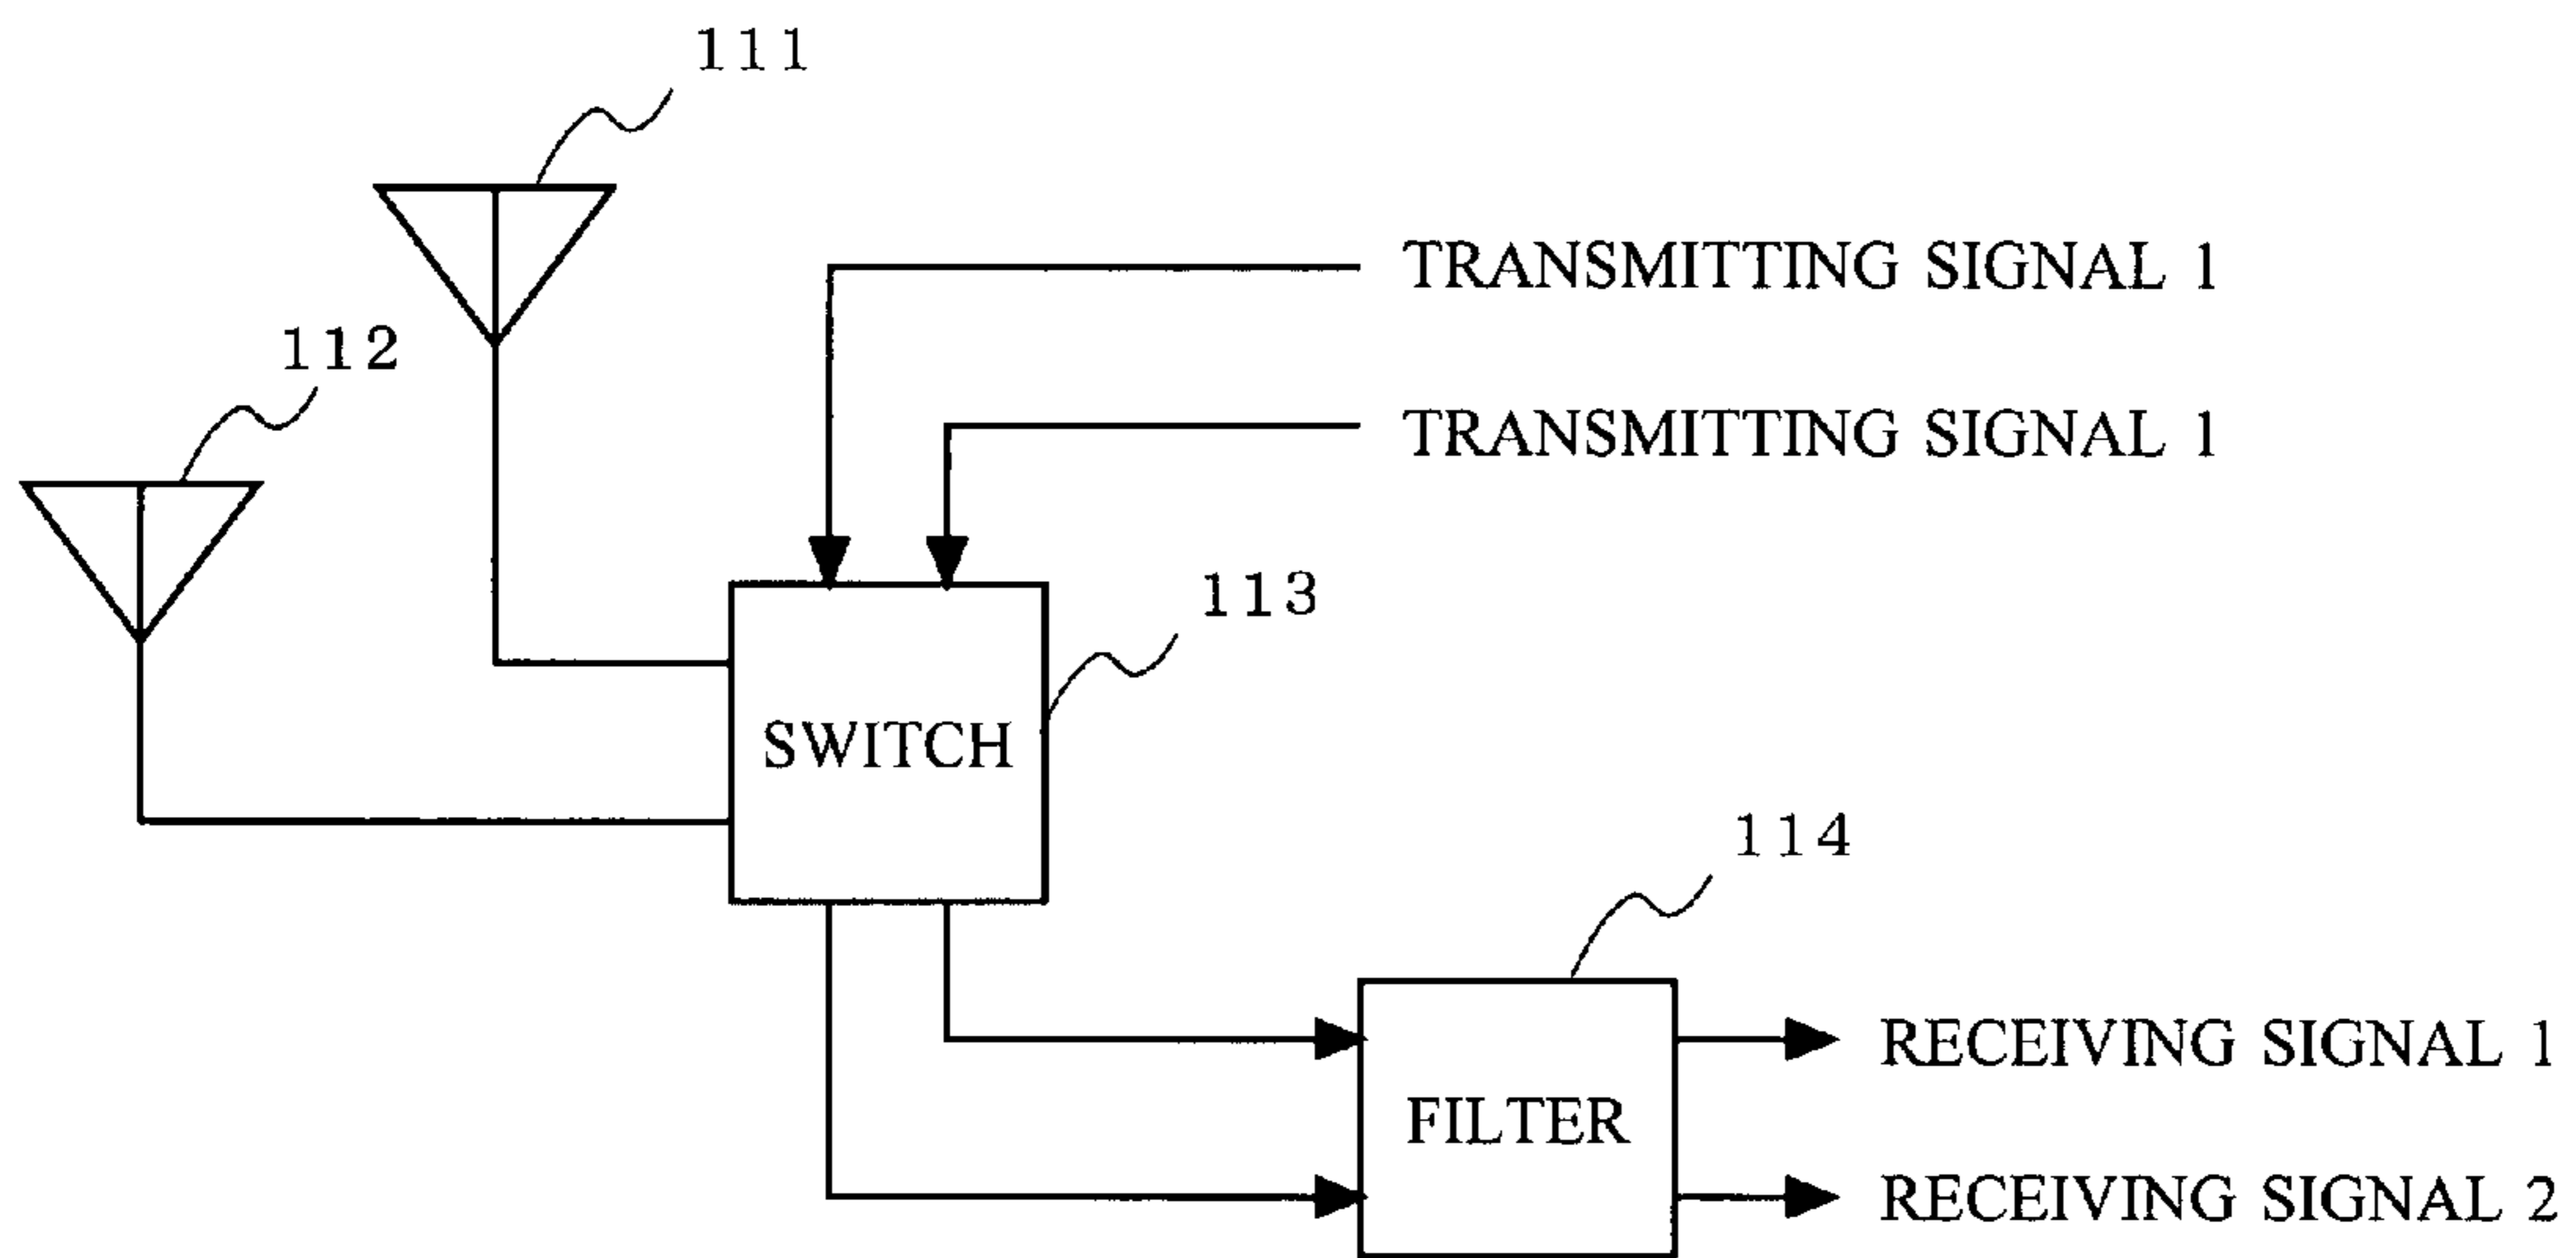 111
TRANSMITTING SIGNAL 1
112
TRANSMITTING SIGNAL 1
113
SWITCH
114
RECEIVING SIGNAL 1
FILTER
RECEIVING SIGNAL 2